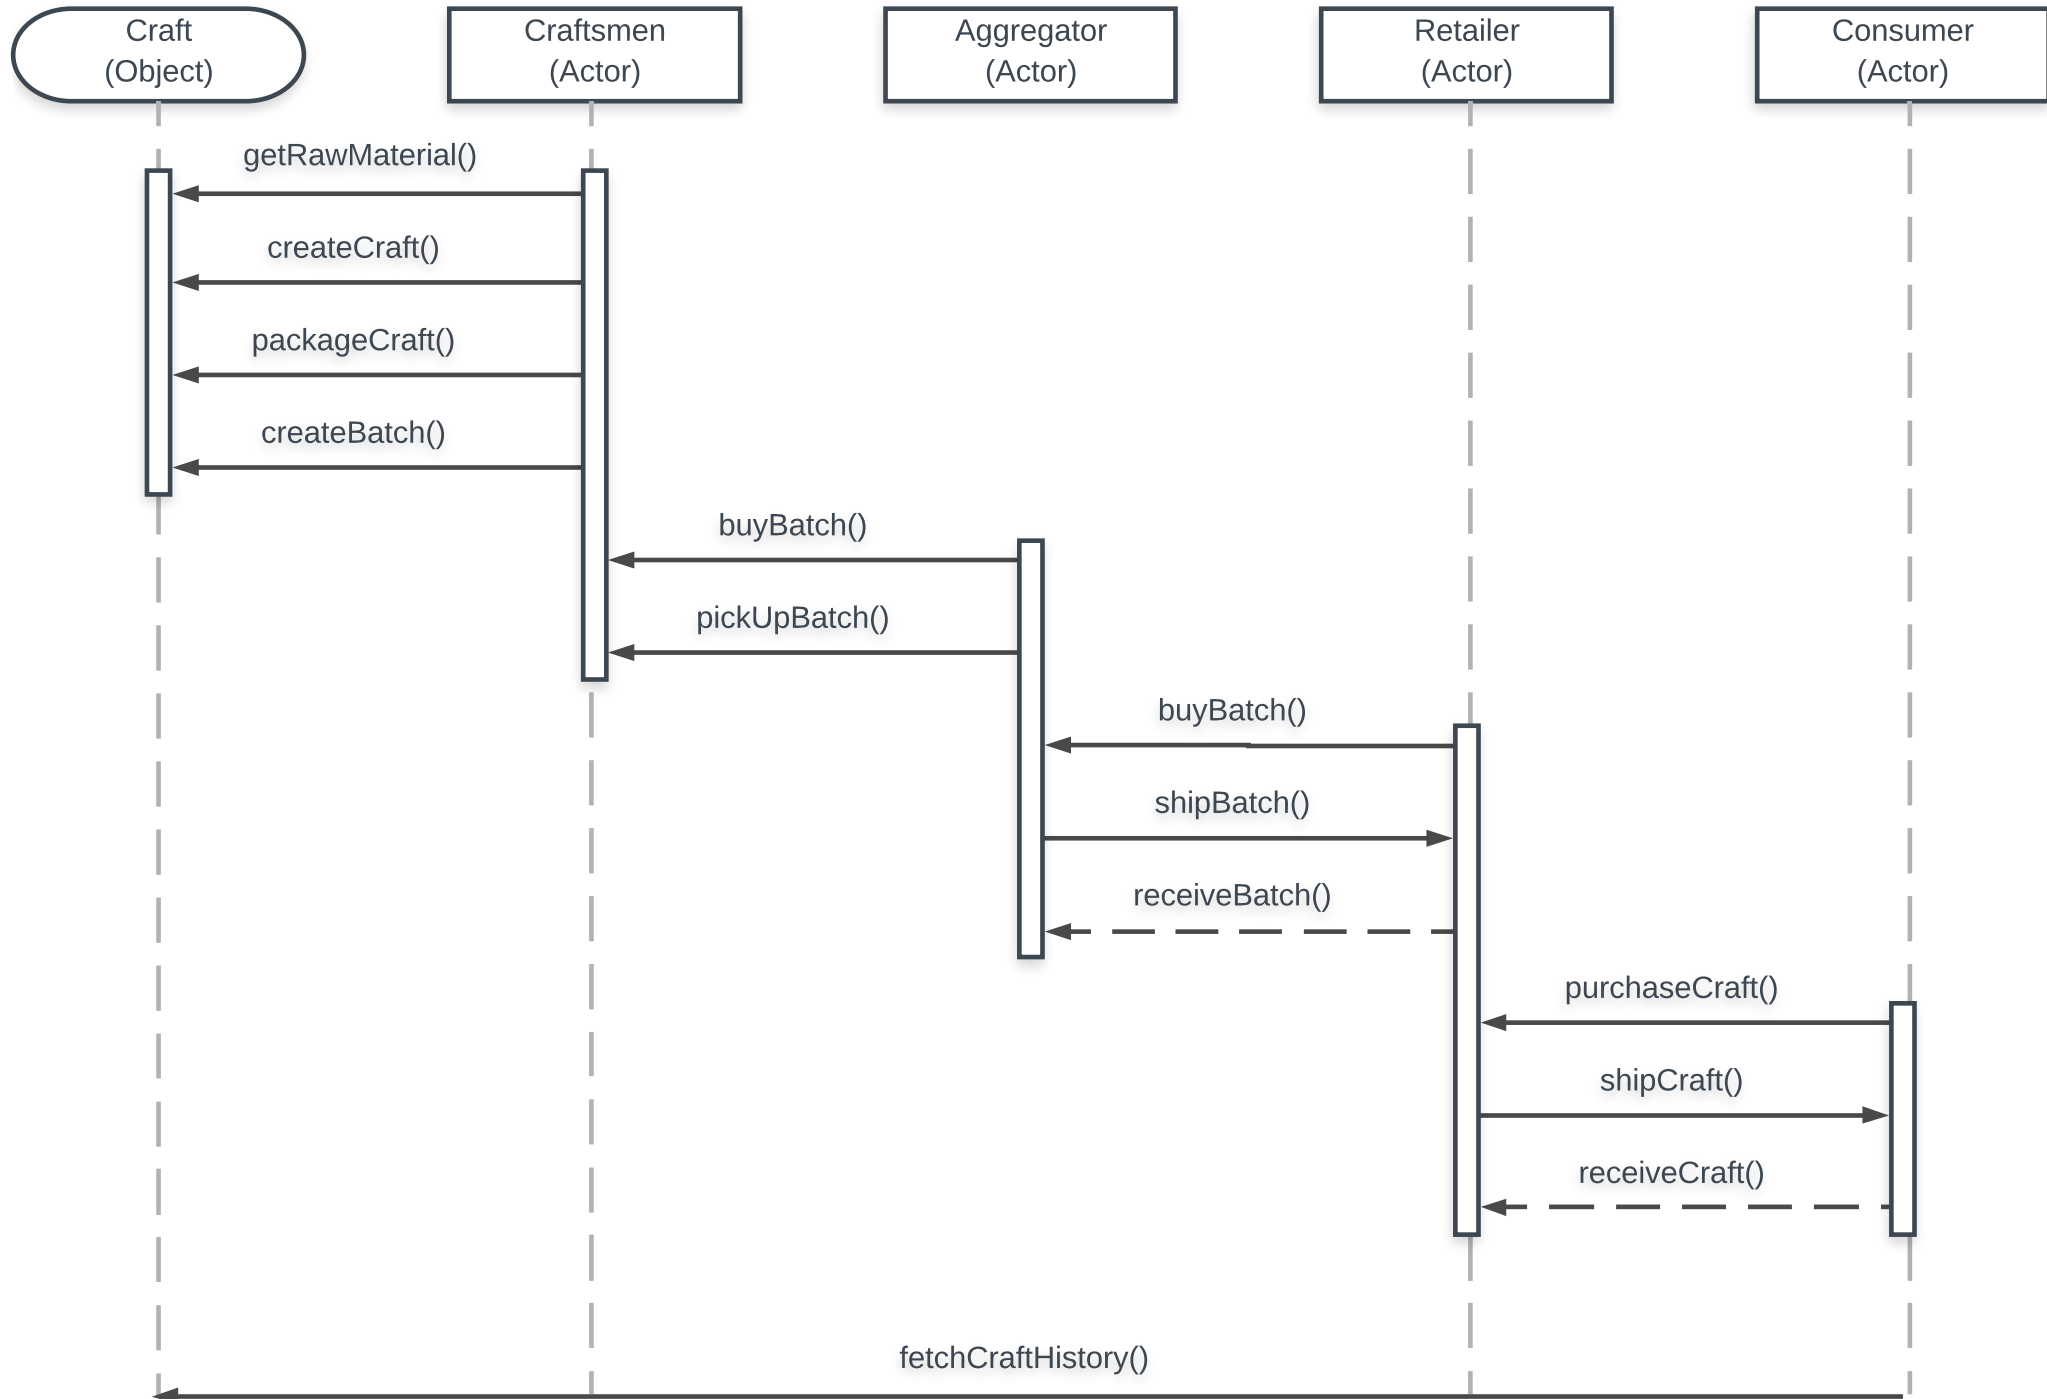 Craft
(Object)
Craftsmen
(Actor)
Aggregator
(Actor)
Retailer
(Actor)
Consumer
(Actor)
getRawMaterial()
createCraft()
packageCraft()
createBatch()
buyBatch()
pickUpBatch()
buyBatch()
shipBatch()
receiveBatch()
purchaseCraft()
shipCraft()
receiveCraft()
fetchCraftHistory()